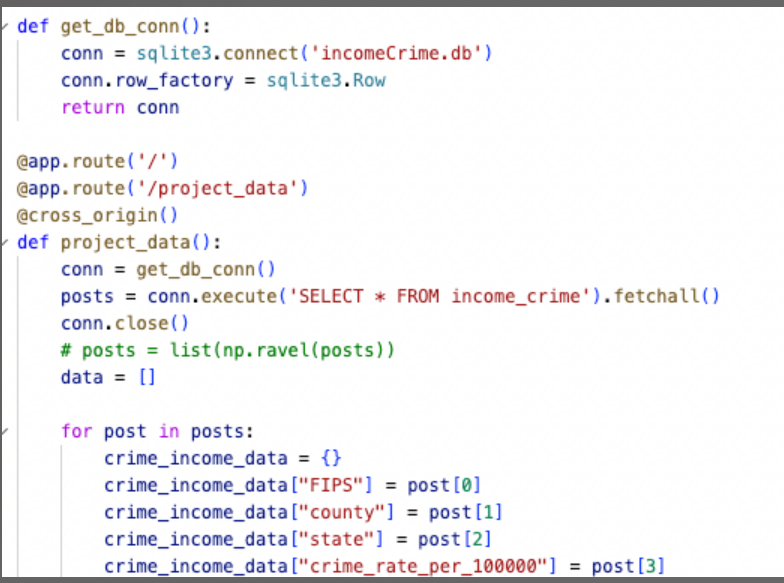 def get_db_conn():
    conn = sqlite3.connect('incomeCrime.db')
    conn.row_factory = sqlite3.Row
    return conn

@app.route('/')
@app.route('/project_data')
@cross_origin()
def project_data():
    conn = get_db_conn()
    posts = conn.execute('SELECT * FROM income_crime').fetchall()
    conn.close()
    # posts = list(np.ravel(posts))
    data = []

    for post in posts:
        crime_income_data = {}
        crime_income_data["FIPS"] = post[0]
        crime_income_data["county"] = post[1]
        crime_income_data["state"] = post[2]
        crime_income_data["crime_rate_per_100000"] = post[3]